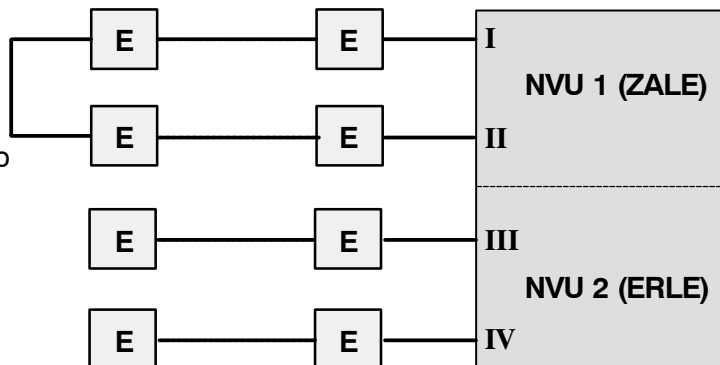 E E I
NVU 1 (ZALE)
E E II
E E III
NVU 2 (ERLE)
E E IV